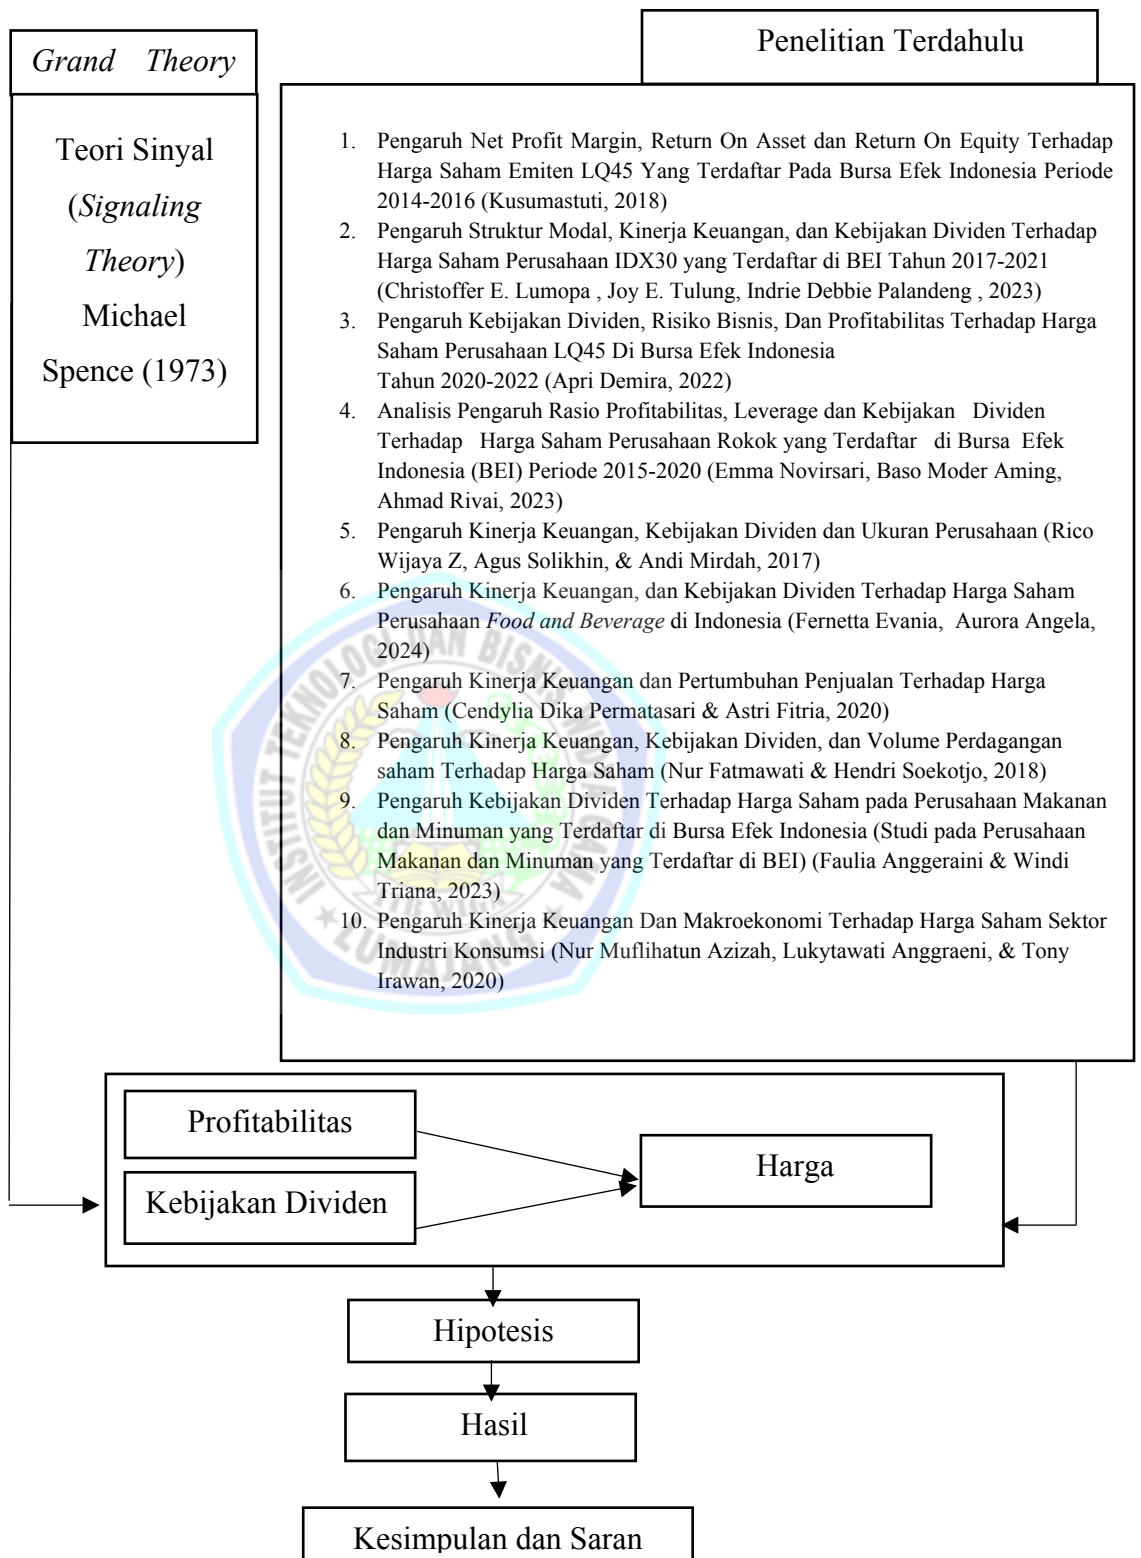 Grand Theory
Teori Sinyal
(Signaling
Theory)
Michael
Spence (1973)
Penelitian Terdahulu
1. Pengaruh Net Profit Margin, Return On Asset dan Return On Equity Terhadap
Harga Saham Emiten LQ45 Yang Terdaftar Pada Bursa Efek Indonesia Periode
2014-2016 (Kusumastuti, 2018)
2. Pengaruh Struktur Modal, Kinerja Keuangan, dan Kebijakan Dividen Terhadap
Harga Saham Perusahaan IDX30 yang Terdaftar di BEI Tahun 2017-2021
(Christoffer E. Lumopa , Joy E. Tulung, Indrie Debbie Palandeng , 2023)
3. Pengaruh Kebijakan Dividen, Risiko Bisnis, Dan Profitabilitas Terhadap Harga
Saham Perusahaan LQ45 Di Bursa Efek Indonesia
Tahun 2020-2022 (Apri Demira, 2022)
4. Analisis Pengaruh Rasio Profitabilitas, Leverage dan Kebijakan Dividen
Terhadap Harga Saham Perusahaan Rokok yang Terdaftar di Bursa Efek
Indonesia (BEI) Periode 2015-2020 (Emma Novirsari, Baso Moder Aming,
Ahmad Rivai, 2023)
5. Pengaruh Kinerja Keuangan, Kebijakan Dividen dan Ukuran Perusahaan (Rico
Wijaya Z, Agus Solikhin, & Andi Mirdah, 2017)
6. Pengaruh Kinerja Keuangan, dan Kebijakan Dividen Terhadap Harga Saham
Perusahaan Food and Beverage di Indonesia (Fernetta Evania, Aurora Angela,
2024)
7. Pengaruh Kinerja Keuangan dan Pertumbuhan Penjualan Terhadap Harga
Saham (Cendylia Dika Permatasari & Astri Fitria, 2020)
8. Pengaruh Kinerja Keuangan, Kebijakan Dividen, dan Volume Perdagangan
saham Terhadap Harga Saham (Nur Fatmawati & Hendri Soekotjo, 2018)
9. Pengaruh Kebijakan Dividen Terhadap Harga Saham pada Perusahaan Makanan
dan Minuman yang Terdaftar di Bursa Efek Indonesia (Studi pada Perusahaan
Makanan dan Minuman yang Terdaftar di BEI) (Faulia Anggeraini & Windi
Triana, 2023)
10. Pengaruh Kinerja Keuangan Dan Makroekonomi Terhadap Harga Saham Sektor
Industri Konsumsi (Nur Muflihatun Azizah, Lukytawati Anggraeni, & Tony
Irawan, 2020)
INSTITUT TEKNOLOGI DAN BISNIS WIDYA GAMA
ITB WIGA
LUMAJANG
Profitabilitas
Kebijakan Dividen
Harga
Hipotesis
Hasil
Kesimpulan dan Saran